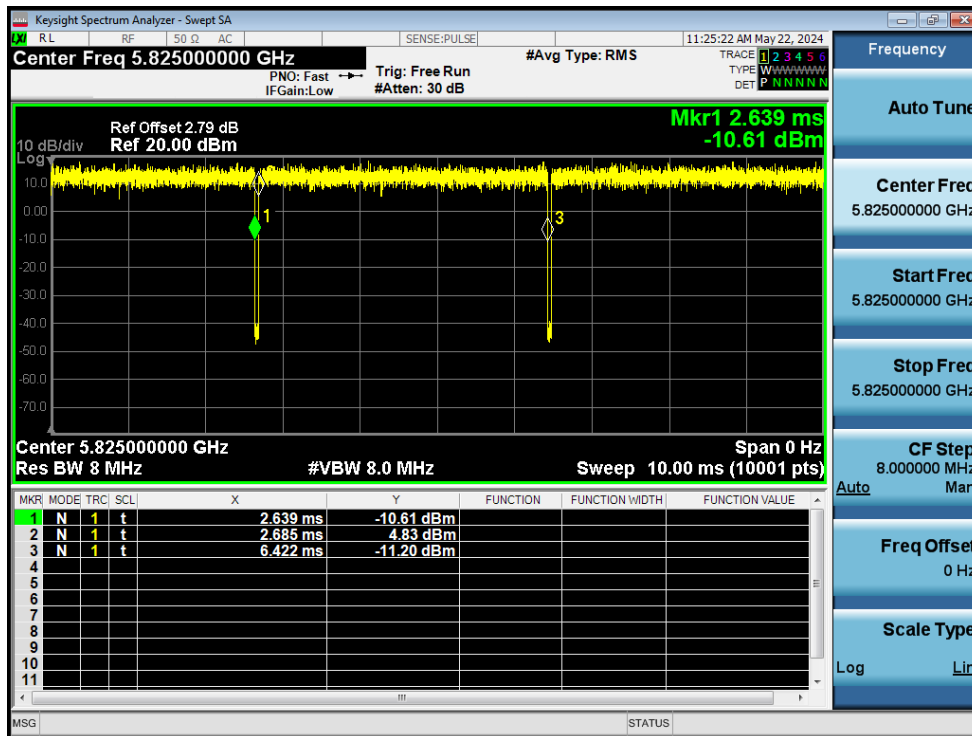 Keysight Spectrum Analyzer - Swept SA
LXI RL RF 50 Ω AC SENSE:PULSE 11:25:22 AM May 22, 2024
Center Freq 5.825000000 GHz
#Avg Type: RMS
TRACE 1 2 3 4 5 6
PNO: Fast
Trig: Free Run
TYPE WWWWWW
IFGain:Low
#Atten: 30 dB
DET P N N N N N
Mkr1 2.639 ms
-10.61 dBm
Ref Offset 2.79 dB
10 dB/div
Ref 20.00 dBm
Log
10.0
0.00
-10.0
-20.0
-30.0
-40.0
-50.0
-60.0
-70.0
1
3
Center 5.825000000 GHz
Span 0 Hz
Res BW 8 MHz
#VBW 8.0 MHz
Sweep 10.00 ms (10001 pts)
MKR MODE TRC SCL X Y FUNCTION FUNCTION WIDTH FUNCTION VALUE
1 N 1 t 2.639 ms -10.61 dBm
2 N 1 t 2.685 ms 4.83 dBm
3 N 1 t 6.422 ms -11.20 dBm
4
5
6
7
8
9
10
11
MSG
STATUS
Frequency
Auto Tune
Center Freq
5.825000000 GHz
Start Freq
5.825000000 GHz
Stop Freq
5.825000000 GHz
CF Step
8.000000 MHz
Auto Man
Freq Offset
0 Hz
Scale Type
Log Lin